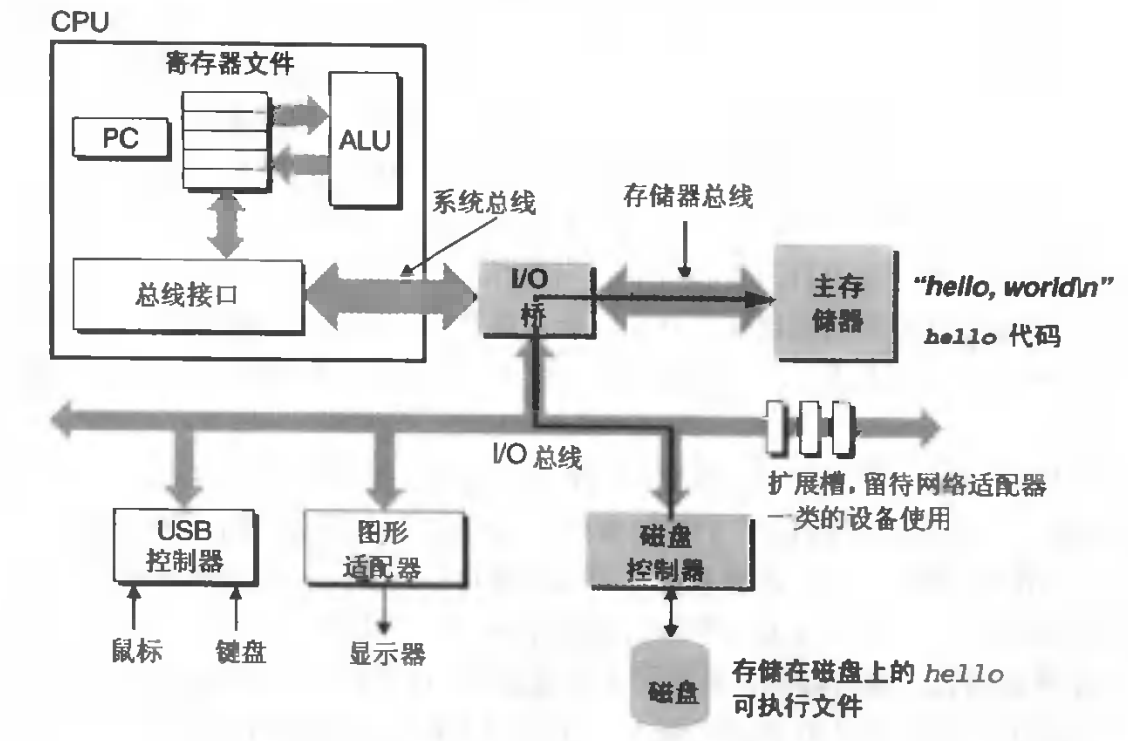 CPU
寄存器文件
PC
ALU
系统总线
存储器总线
总线接口
I/O
桥
主存
储器
“hello, world\n”
hello 代码
I/O 总线
扩展槽，留待网络适配器
一类的设备使用
USB
控制器
图形
适配器
磁盘
控制器
鼠标
键盘
显示器
磁盘
存储在磁盘上的 hello
可执行文件